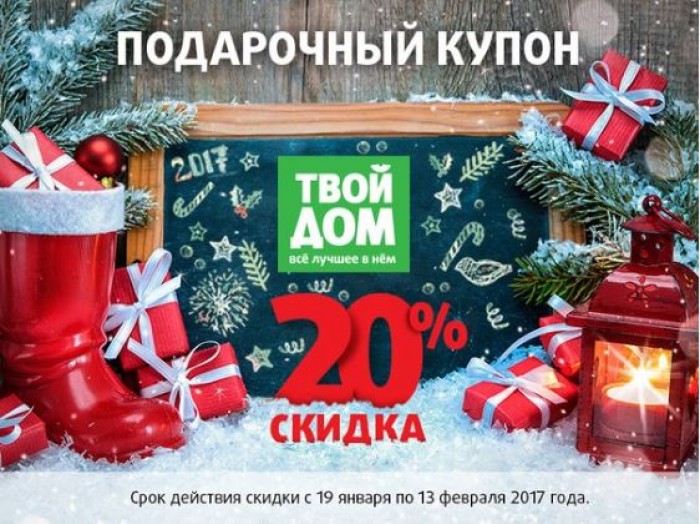 ПОДАРОЧНЫЙ КУПОН
2017
ТВОЙ
ДОМ
всё лучшее в нём
20%
СКИДКА
Срок действия скидки с 19 января по 13 февраля 2017 года.